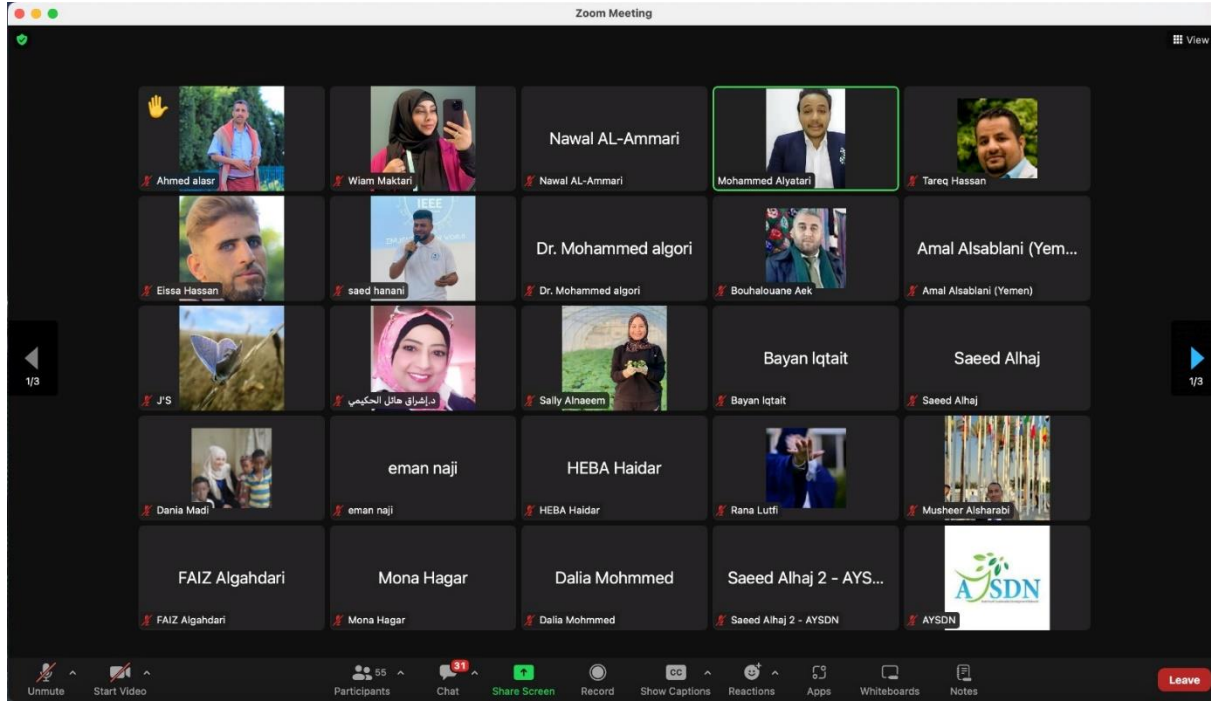 Zoom Meeting
View
Ahmed alasr
Wiam Maktari
Nawal AL-Ammari
Nawal AL-Ammari
Mohammed Alyatari
Tareq Hassan
Eissa Hassan
IEEE
saed hanani
Dr. Mohammed algori
Dr. Mohammed algori
Bouhalouane Aek
Amal Alsablani (Yem...
Amal Alsablani (Yemen)
1/3
J'S
د.إشراق هائل الحكيمي
Sally Alnaeem
Bayan Iqtait
Bayan Iqtait
Saeed Alhaj
Saeed Alhaj
1/3
Dania Madi
eman naji
eman naji
HEBA Haidar
HEBA Haidar
Rana Lutfi
Musheer Alsharabi
FAIZ Algahdari
FAIZ Algahdari
Mona Hagar
Mona Hagar
Dalia Mohmmed
Dalia Mohmmed
Saeed Alhaj 2 - AYS...
Saeed Alhaj 2 - AYSDN
AYSDN
AYSDN
Unmute
Start Video
55
Participants
31
Chat
Share Screen
Record
CC
Show Captions
Reactions
Apps
Whiteboards
Notes
Leave